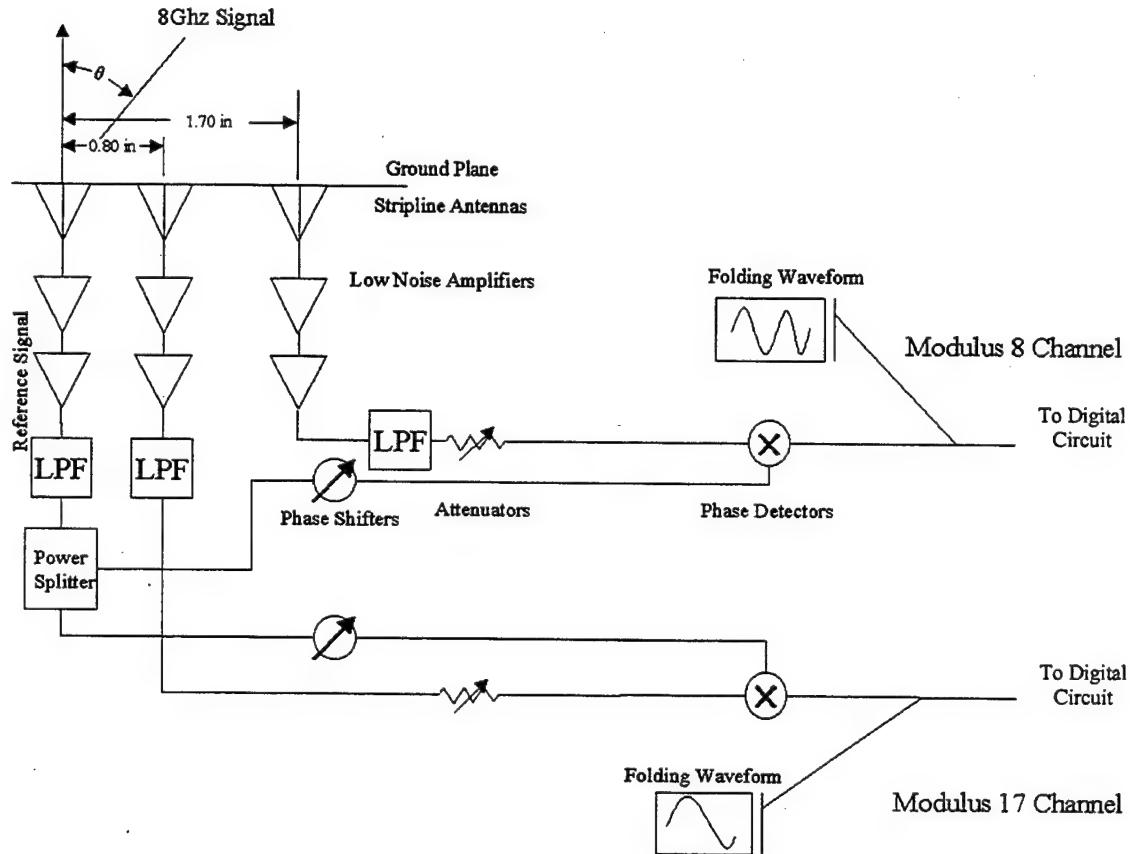 8Ghz Signal
θ
1.70 in
0.80 in
Ground Plane
Stripline Antennas
Low Noise Amplifiers
Folding Waveform
Modulus 8 Channel
Reference Signal
To Digital
Circuit
LPF
LPF
LPF
Phase Shifters
Attenuators
Phase Detectors
Power
Splitter
To Digital
Circuit
Folding Waveform
Modulus 17 Channel